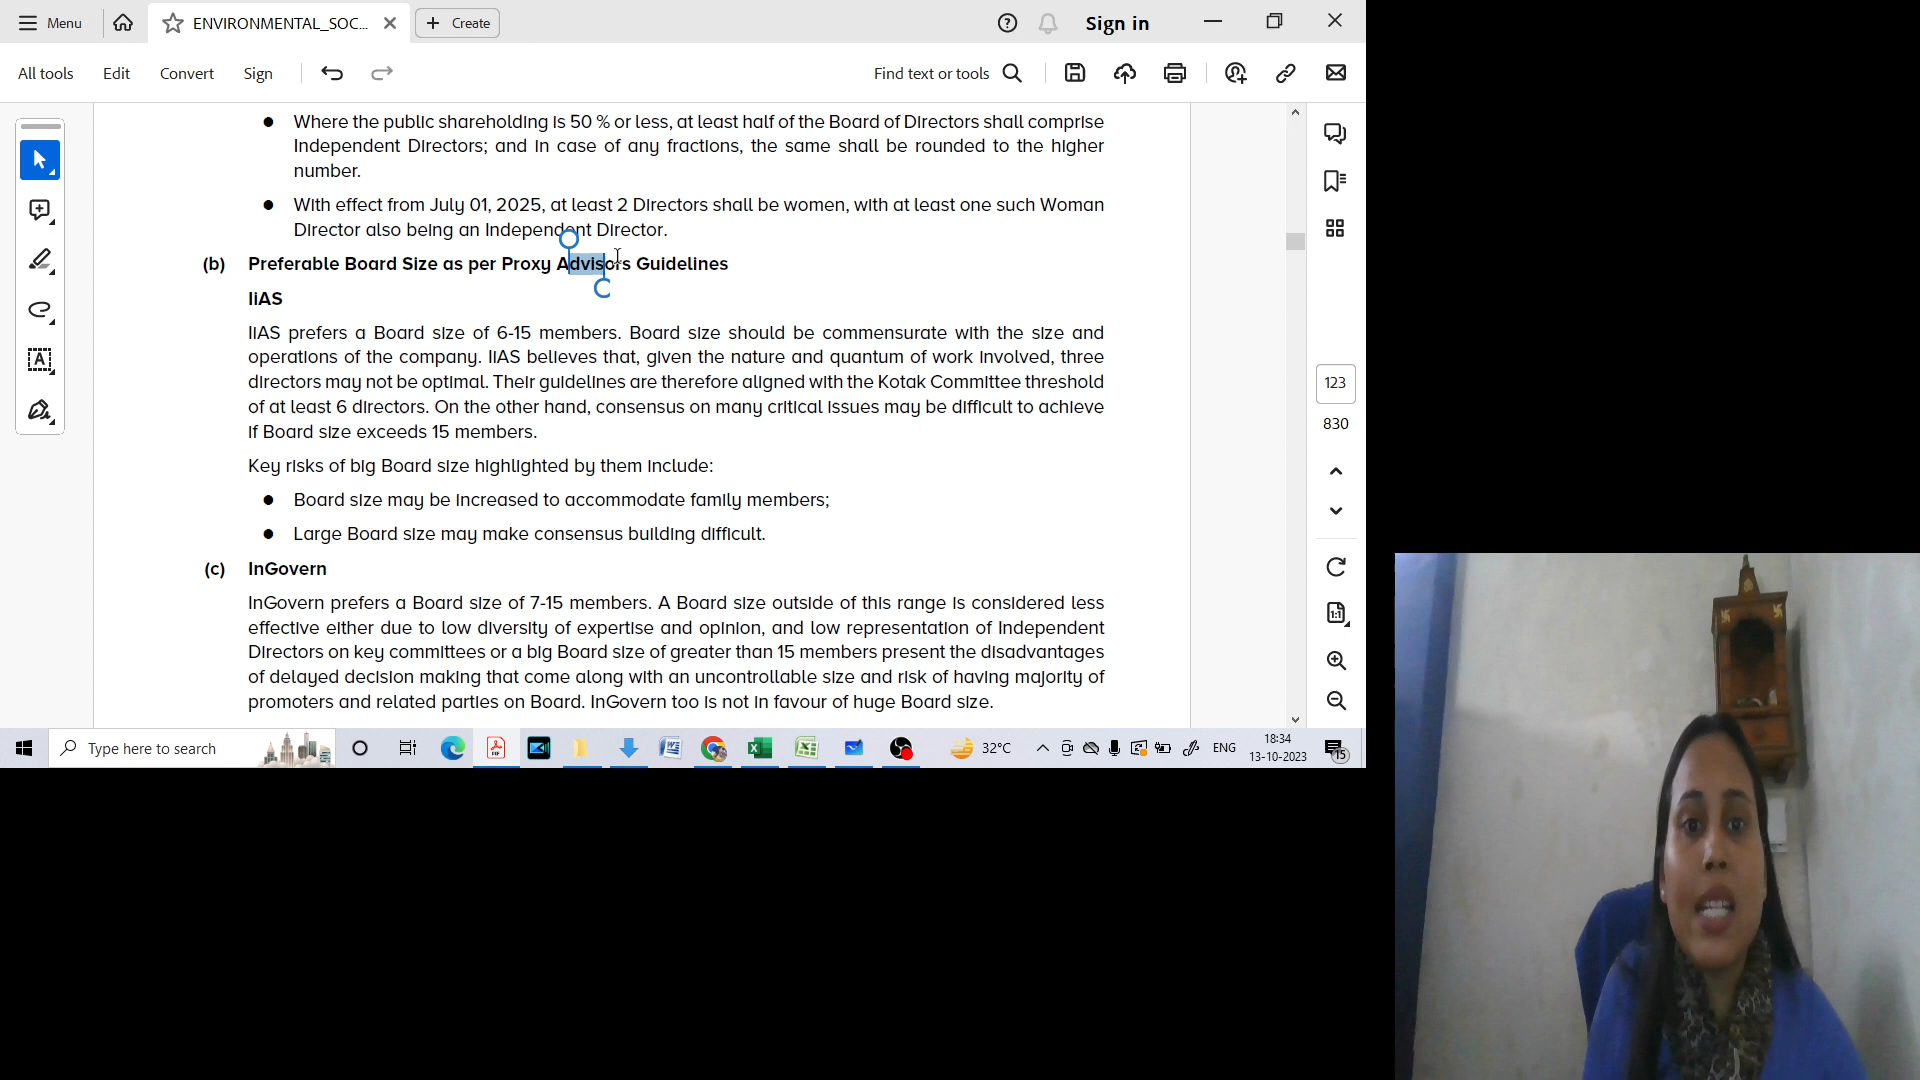 Menu
ENVIRONMENTAL_SOC...
Create
Sign in
All tools
Edit
Convert
Sign
Find text or tools
● Where the public shareholding is 50 % or less, at least half of the Board of Directors shall comprise
Independent Directors; and in case of any fractions, the same shall be rounded to the higher
number.
● With effect from July 01, 2025, at least 2 Directors shall be women, with at least one such Woman
Director also being an Independent Director.
(b) Preferable Board Size as per Proxy Advisors Guidelines
IiAS
IiAS prefers a Board size of 6-15 members. Board size should be commensurate with the size and
operations of the company. IiAS believes that, given the nature and quantum of work involved, three
directors may not be optimal. Their guidelines are therefore aligned with the Kotak Committee threshold
of at least 6 directors. On the other hand, consensus on many critical issues may be difficult to achieve
if Board size exceeds 15 members.
Key risks of big Board size highlighted by them include:
● Board size may be increased to accommodate family members;
● Large Board size may make consensus building difficult.
(c) InGovern
InGovern prefers a Board size of 7-15 members. A Board size outside of this range is considered less
effective either due to low diversity of expertise and opinion, and low representation of Independent
Directors on key committees or a big Board size of greater than 15 members present the disadvantages
of delayed decision making that come along with an uncontrollable size and risk of having majority of
promoters and related parties on Board. InGovern too is not in favour of huge Board size.
123
830
Type here to search
32°C
ENG
18:34
13-10-2023
15